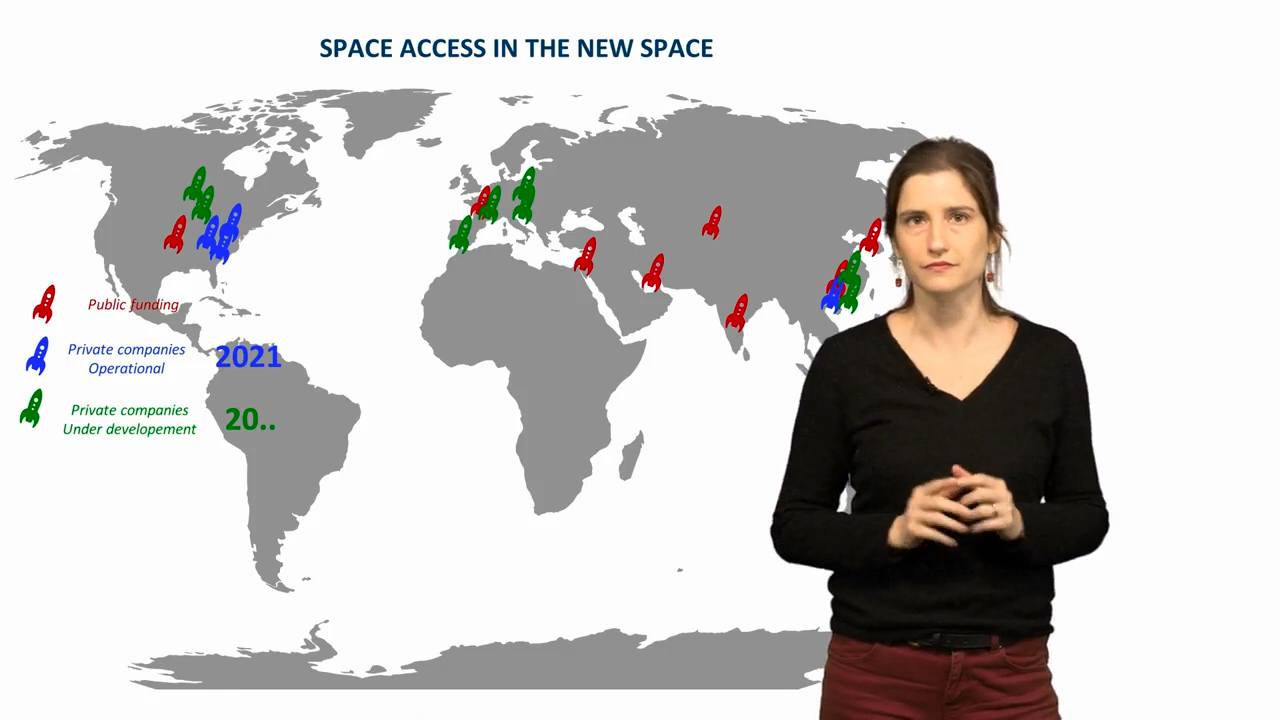 SPACE ACCESS IN THE NEW SPACE
Public funding
Private companies
Operational
2021
Private companies
Under developement
20..